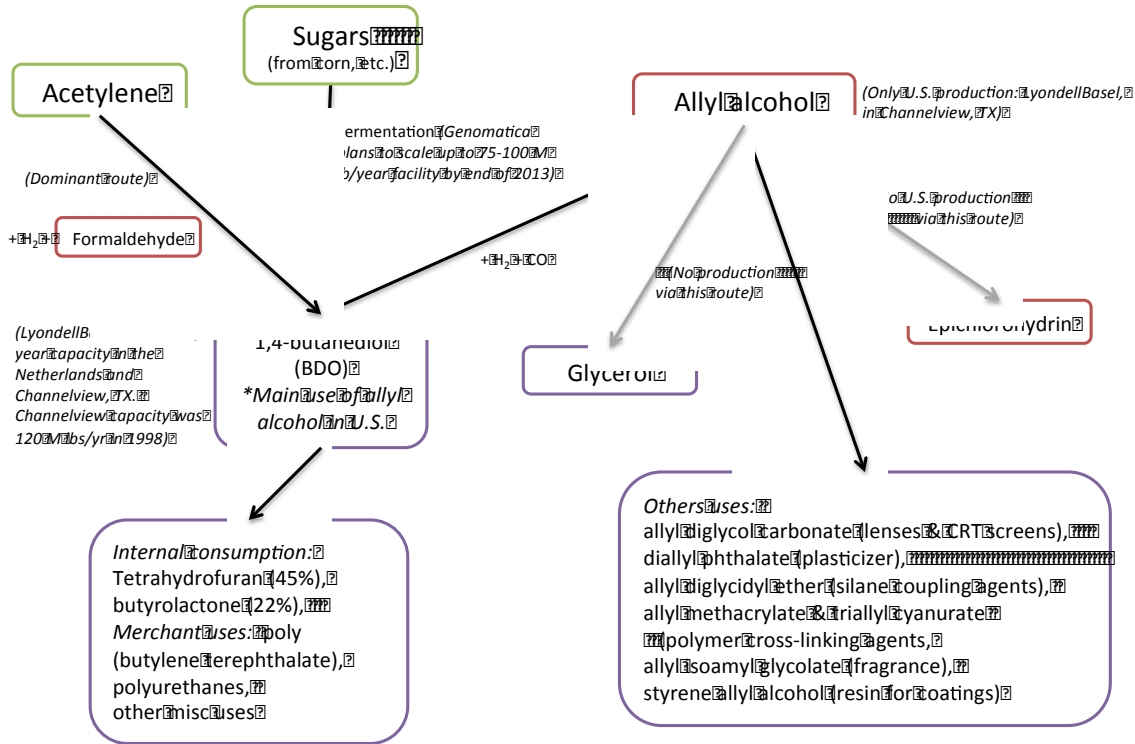 Sugars
(from corn, etc.)
Acetylene
Allyl alcohol
(Only U.S. production: LyondellBasel,
in Channelview, TX)
(Genomatica
to scale up to 75-100 M
facility by end of 2013)
(Dominant route)
U.S. production
via this route)
+ H2 +
Formaldehyde
+ H2 + CO
(No production
via this route)
Epichlorohydrin
(LyondellB
year capacity in the
Netherlands and
Channelview, TX.
Channelview capacity was
120 M lbs/yr in 1998)
1,4-butanediol
(BDO)
*Main use of allyl
alcohol in U.S.
Glycerol
Internal consumption:
Tetrahydrofuran (45%),
butyrolactone (22%),
Merchant uses: poly
(butylene terephthalate),
polyurethanes,
other misc uses
Others uses:
allyl diglycol carbonate (lenses & CRT screens),
diallyl phthalate (plasticizer),
allyl diglycidyl ether (silane coupling agents),
allyl methacrylate & triallyl cyanurate
(polymer cross-linking agents,
allyl isoamyl glycolate (fragrance),
styrene allyl alcohol (resin for coatings)